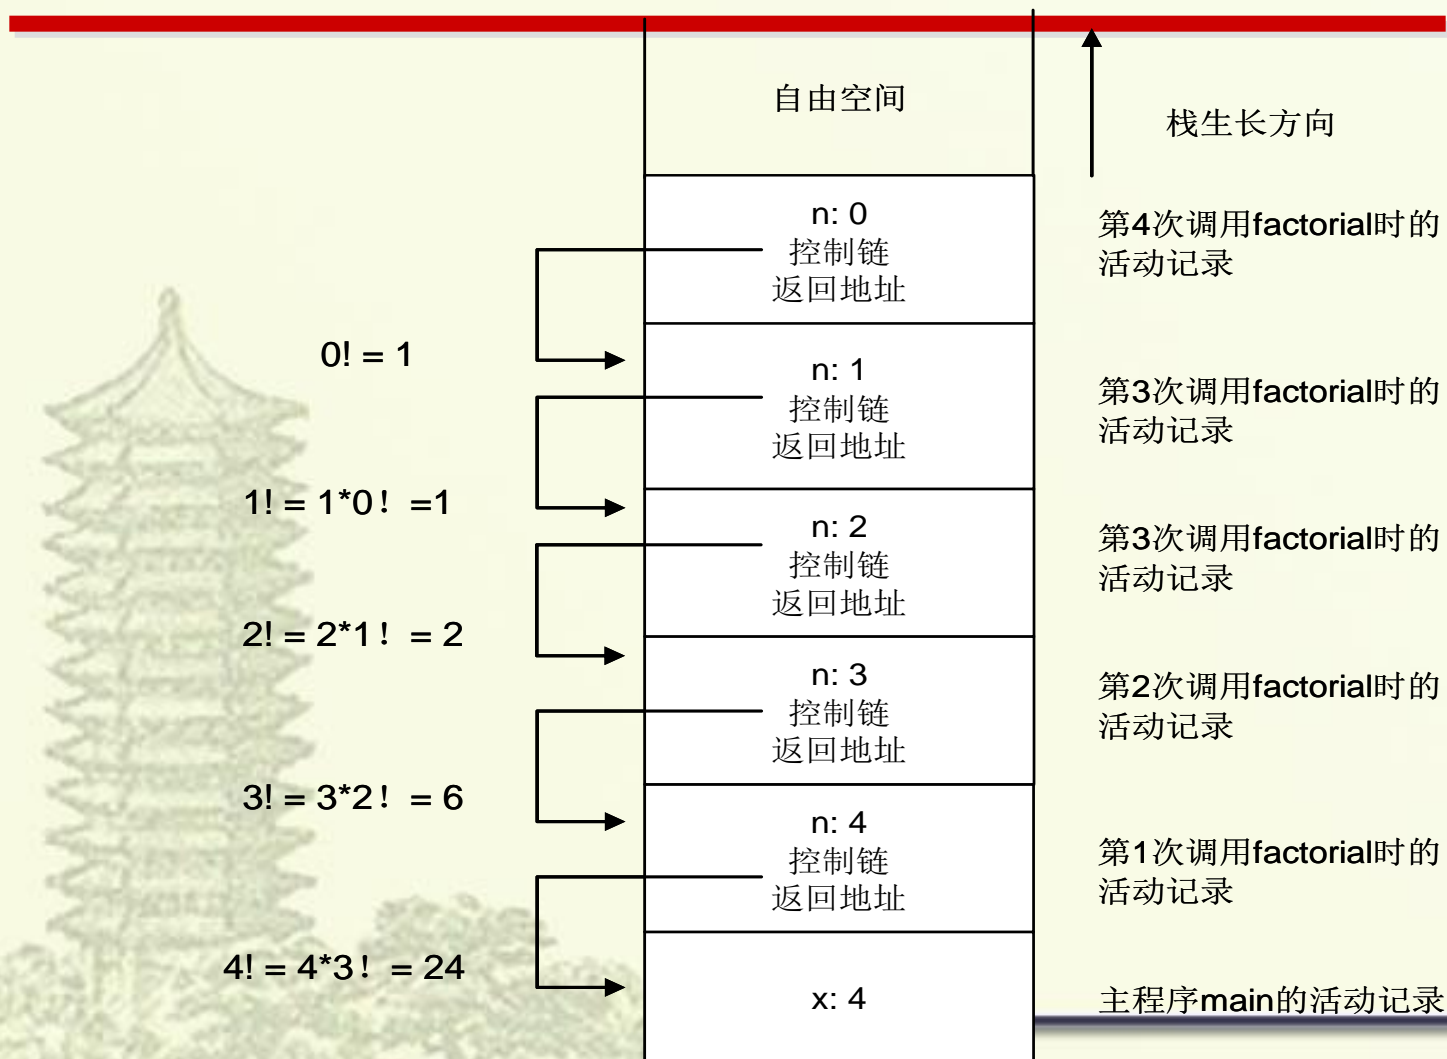 自由空间
栈生长方向
n: 0
控制链
返回地址
第4次调用factorial时的
活动记录
0! = 1
n: 1
控制链
返回地址
第3次调用factorial时的
活动记录
1! = 1*0！=1
n: 2
控制链
返回地址
第3次调用factorial时的
活动记录
2! = 2*1！= 2
n: 3
控制链
返回地址
第2次调用factorial时的
活动记录
3! = 3*2！= 6
n: 4
控制链
返回地址
第1次调用factorial时的
活动记录
4! = 4*3！= 24
x: 4
主程序main的活动记录